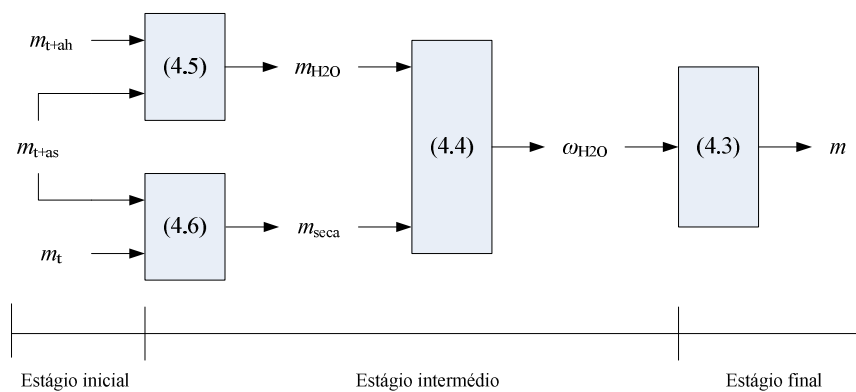 m_t+ah
(4.5)
m_H2O
m_t+as
(4.4)
ω_H2O
(4.3)
m
(4.6)
m_seca
m_t
Estágio inicial
Estágio intermédio
Estágio final